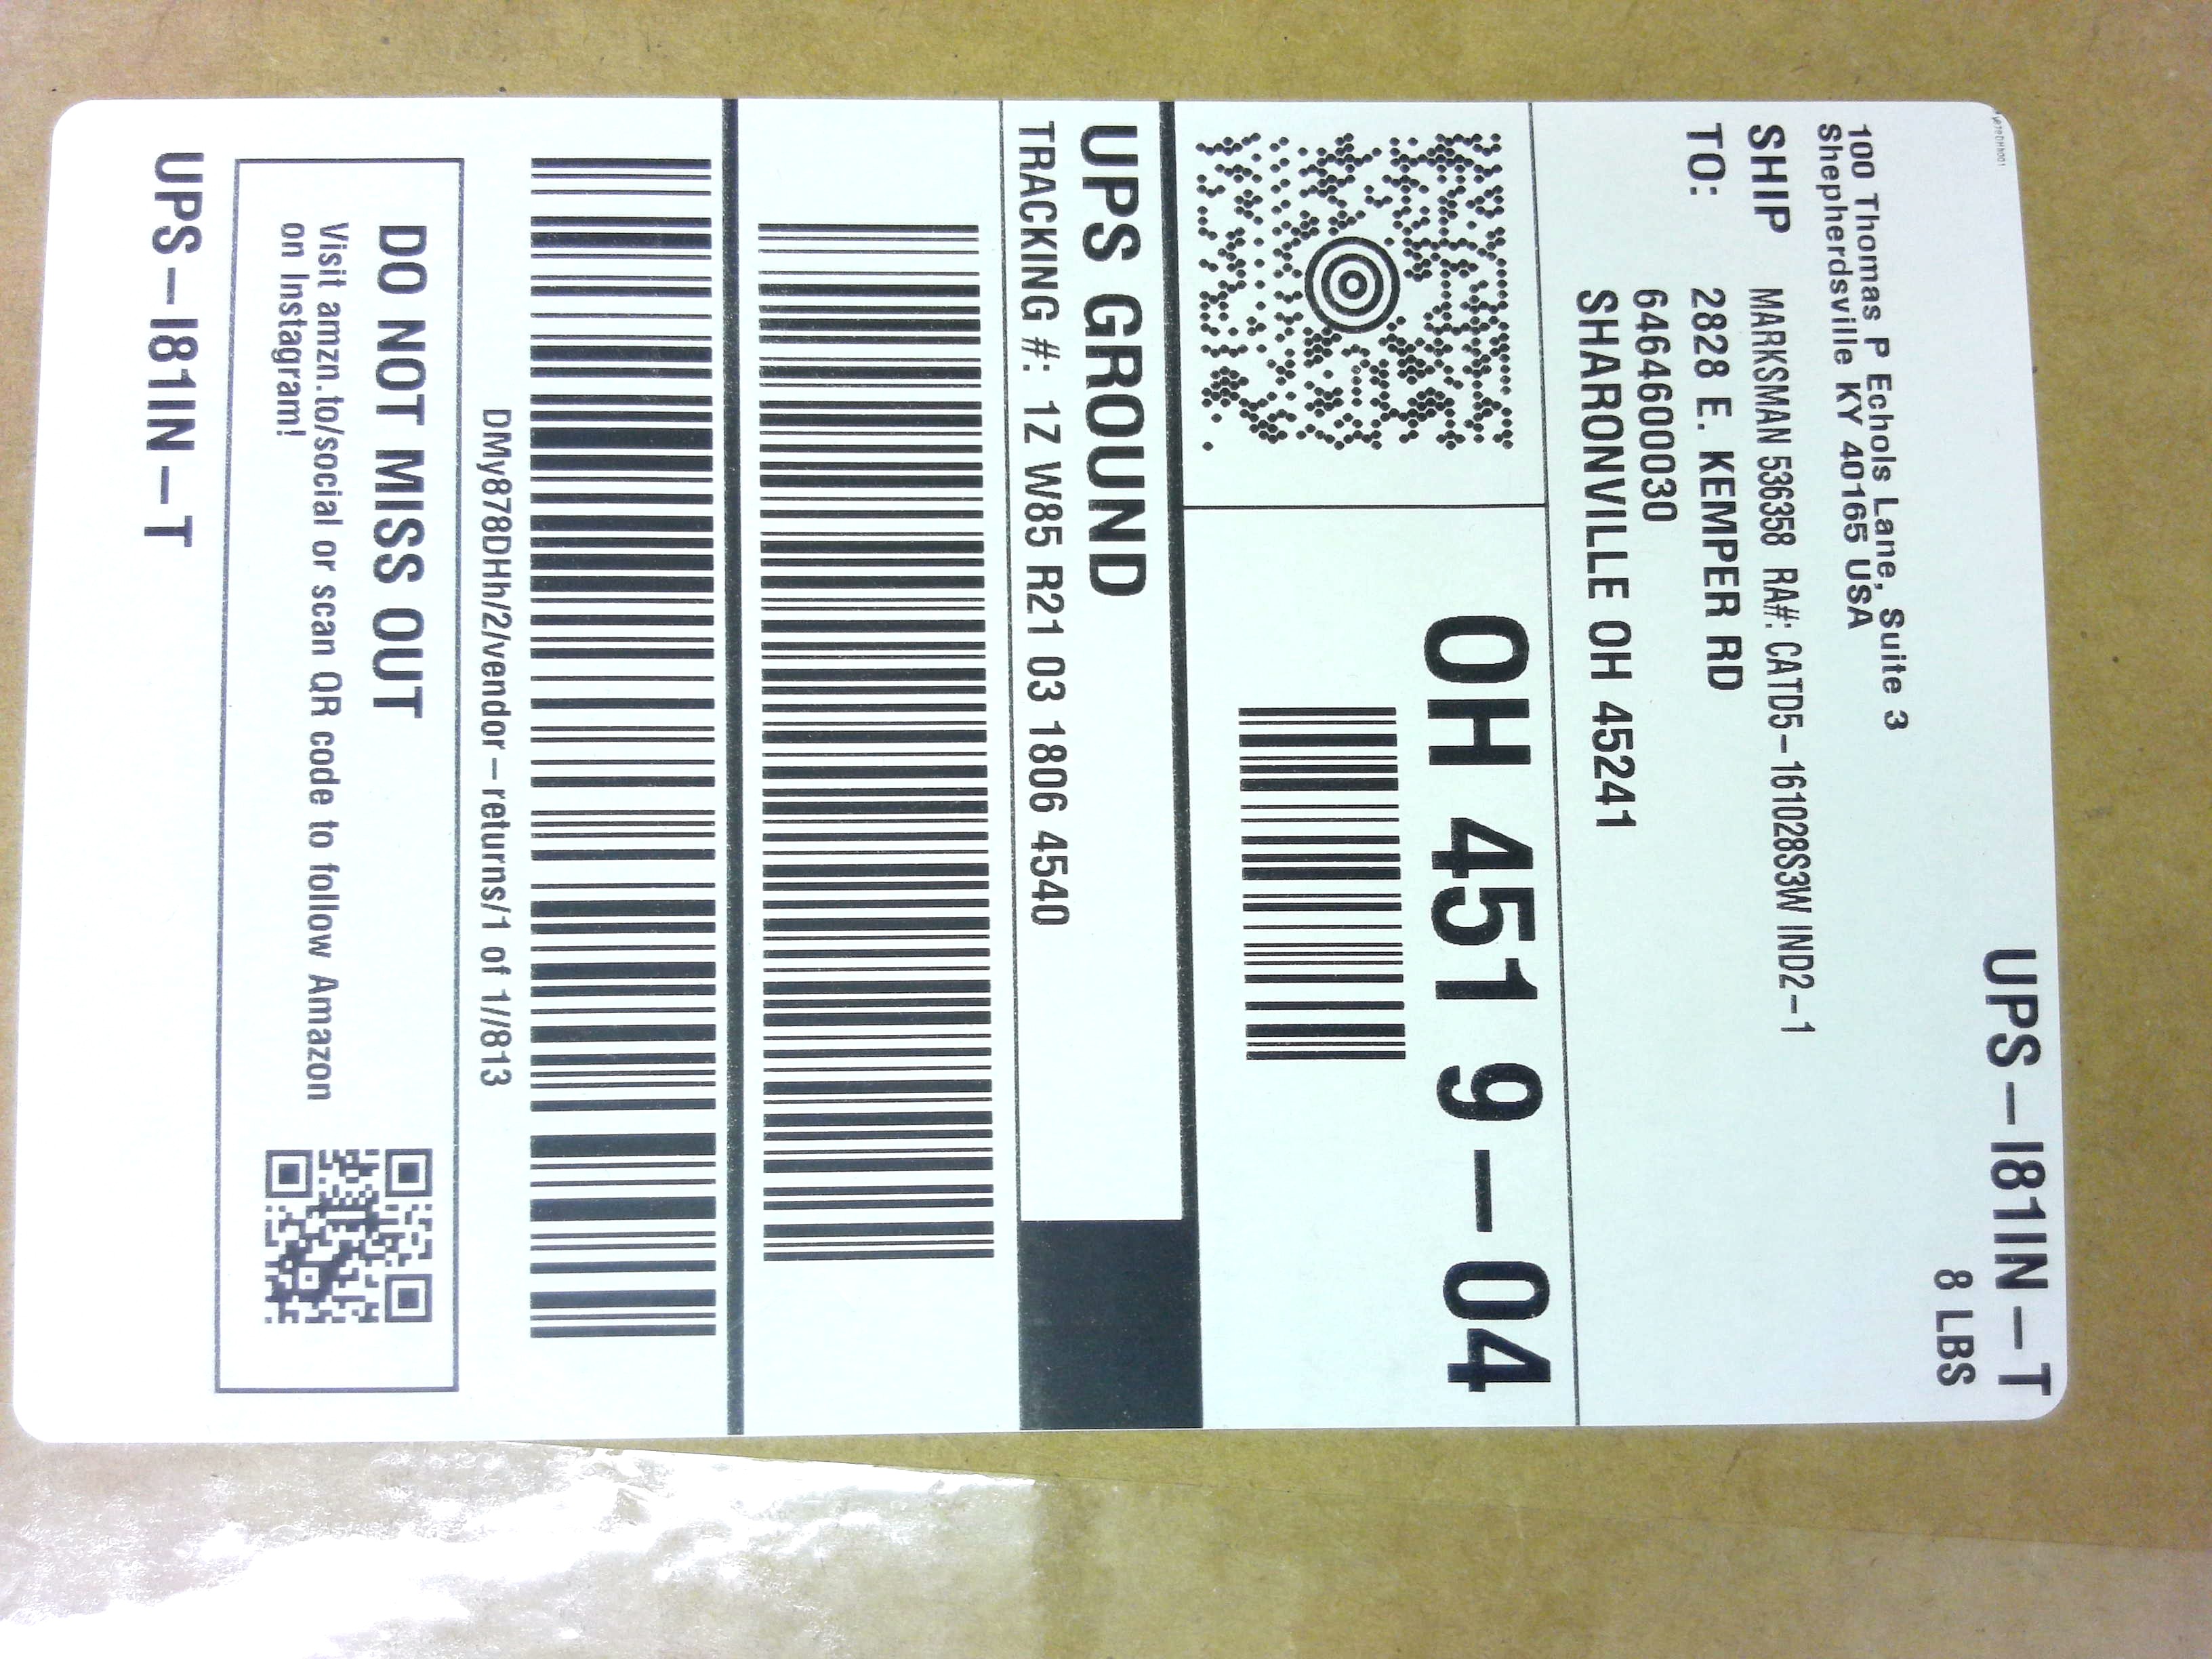 UPS-I81IN-T
8 LBS
100 Thomas P Echols Lane, Suite 3
Shepherdsville KY 40165 USA
SHIP
TO:
MARKSMAN 536358 RA#: CATD5-161028S3W IND2-1
2828 E. KEMPER RD
6464600030
SHARONVILLE OH 45241
OH 451 9-04
UPS GROUND
TRACKING #: 1Z W85 R21 03 1806 4540
DMy878DHh/2/vendor-returns/1 of 1//813
DO NOT MISS OUT
Visit amzn.to/social or scan QR code to follow Amazon
on Instagram!
UPS-I81IN-T